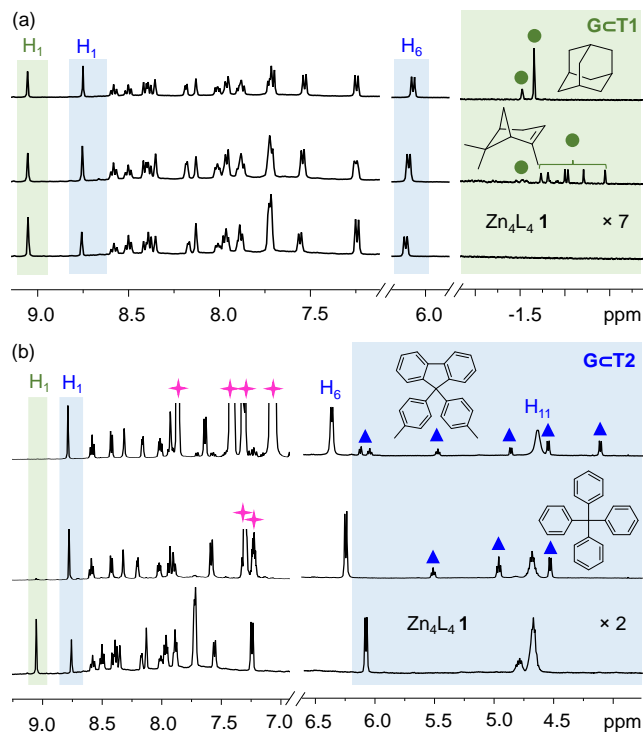 (a)
H1 H1 H6 G⊂T1
Zn4L4 1 × 7
9.0 8.5 8.0 7.5 6.0 -1.5 ppm
(b)
H1 H1 H6 H11 G⊂T2
Zn4L4 1 × 2
9.0 8.5 8.0 7.5 7.0 6.5 6.0 5.5 5.0 4.5 ppm